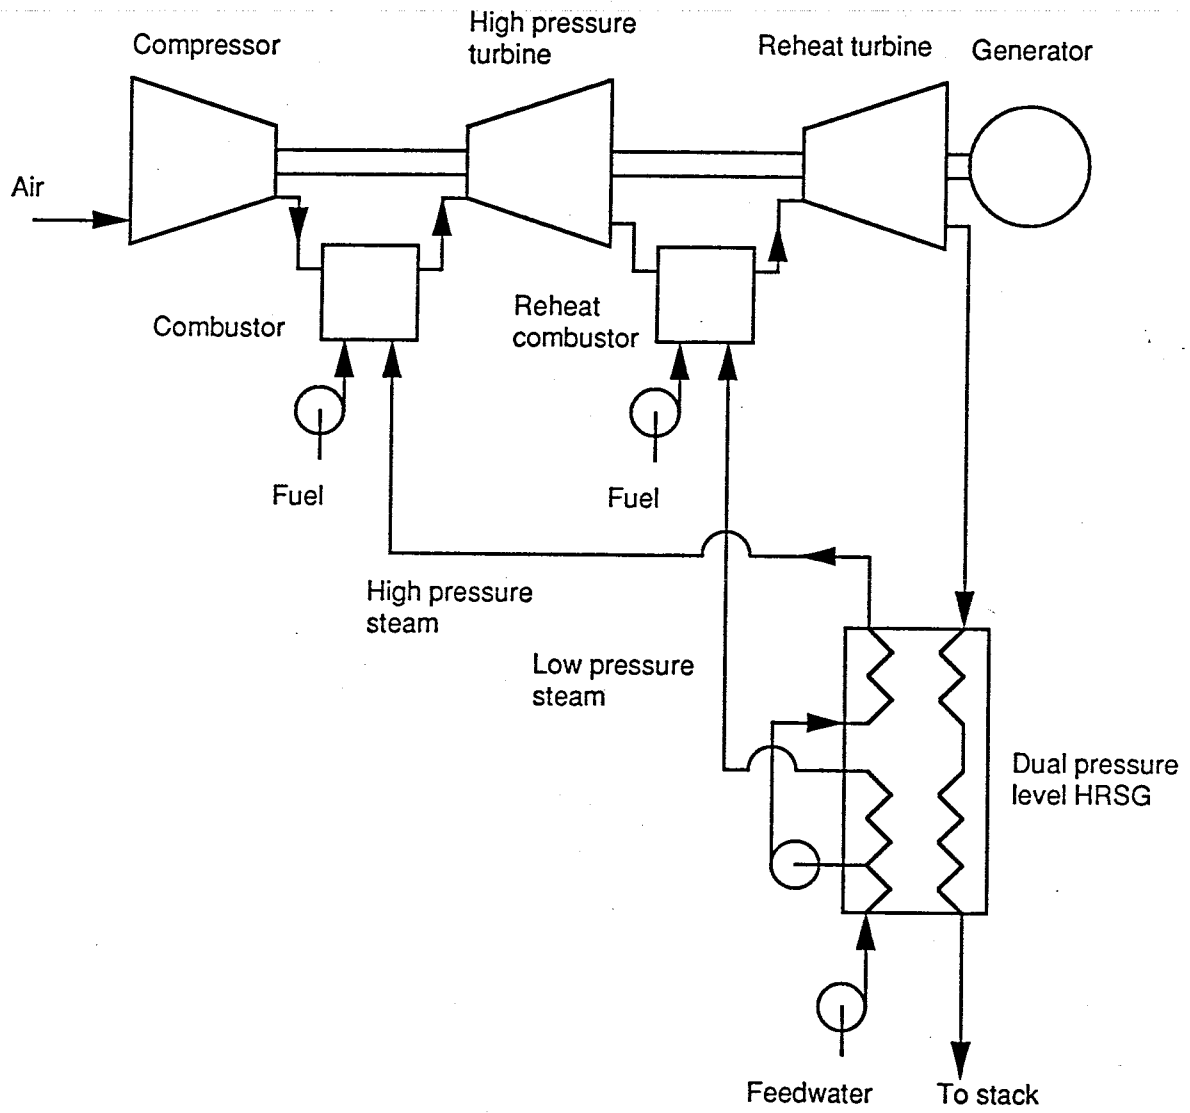 Compressor
High pressure
turbine
Reheat turbine
Generator
Air
Combustor
Reheat
combustor
Fuel
Fuel
High pressure
steam
Low pressure
steam
Dual pressure
level HRSG
Feedwater
To stack